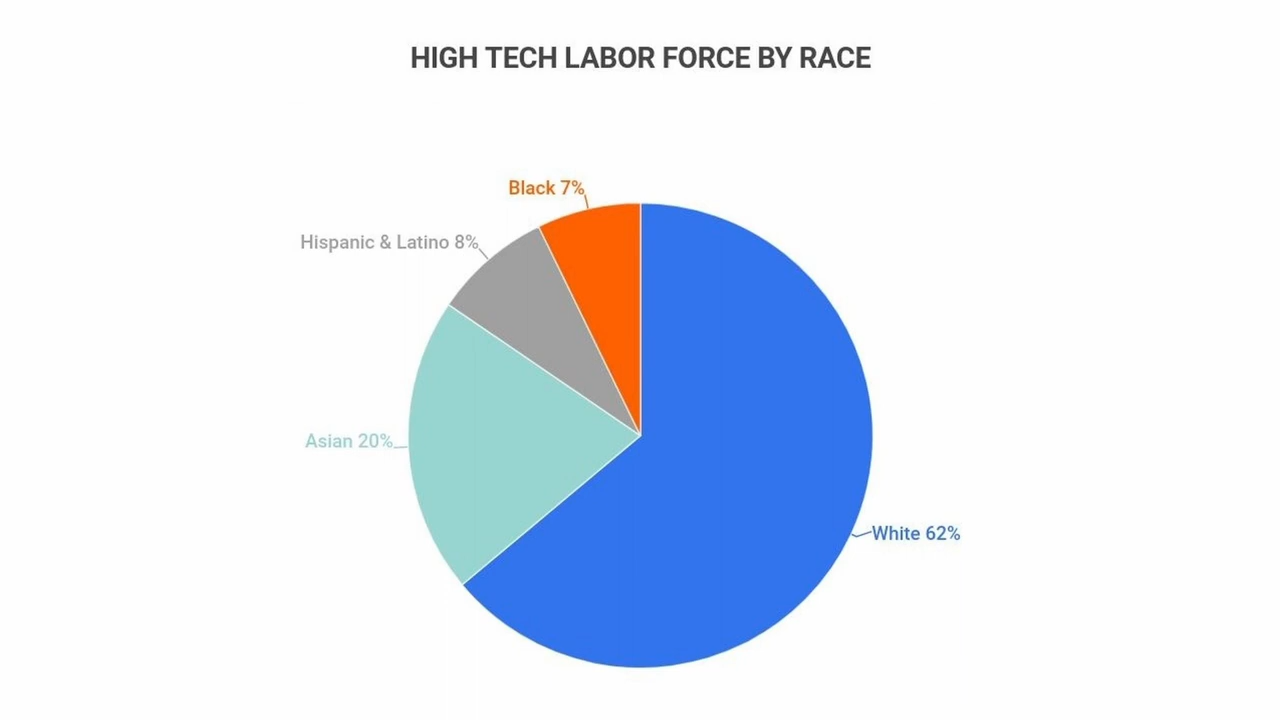 HIGH TECH LABOR FORCE BY RACE
Black 7%
Hispanic & Latino 8%
Asian 20%
White 62%